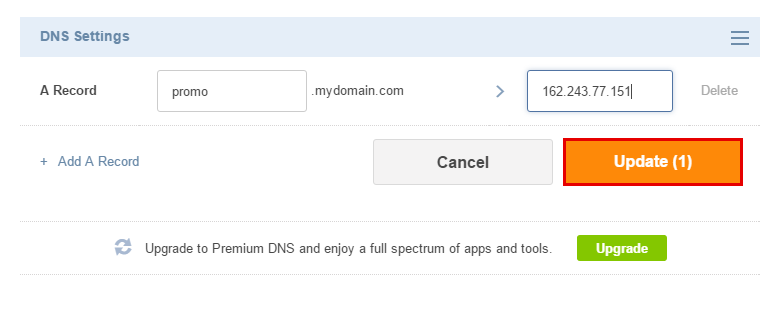 DNS Settings
A Record promo .mydomain.com > 162.243.77.151 Delete
+ Add A Record Cancel Update (1)
Upgrade to Premium DNS and enjoy a full spectrum of apps and tools. Upgrade